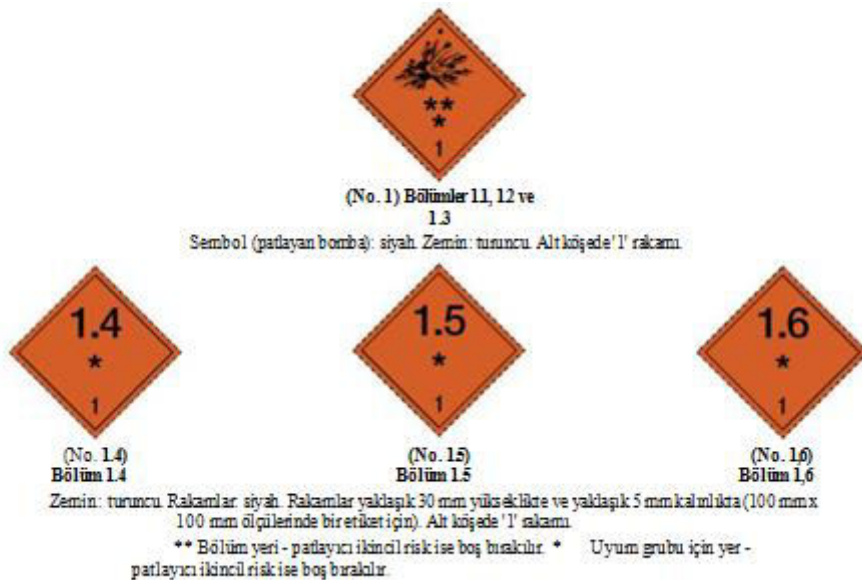 **
*
1
(No. 1) Bölümler 1.1, 1.2 ve
1.3
Sembol (patlayan bomba): siyah. Zemin: turuncu. Alt köşede '1' rakamı.
1.4
*
1
1.5
*
1
1.6
*
1
(No. 1.4)
Bölüm 1.4
(No. 1.5)
Bölüm 1.5
(No. 1,6)
Bölüm 1,6
Zemin: turuncu. Rakamlar: siyah. Rakamlar yaklaşık 30 mm yükseklikte ve yaklaşık 5 mm kalınlıkta (100 mm x
100 mm ölçülerinde bir etiket için). Alt köşede '1' rakamı.
** Bölüm yeri - patlayıcı ikincil risk ise boş bırakılır. * Uyum grubu için yer -
patlayıcı ikincil risk ise boş bırakılır.